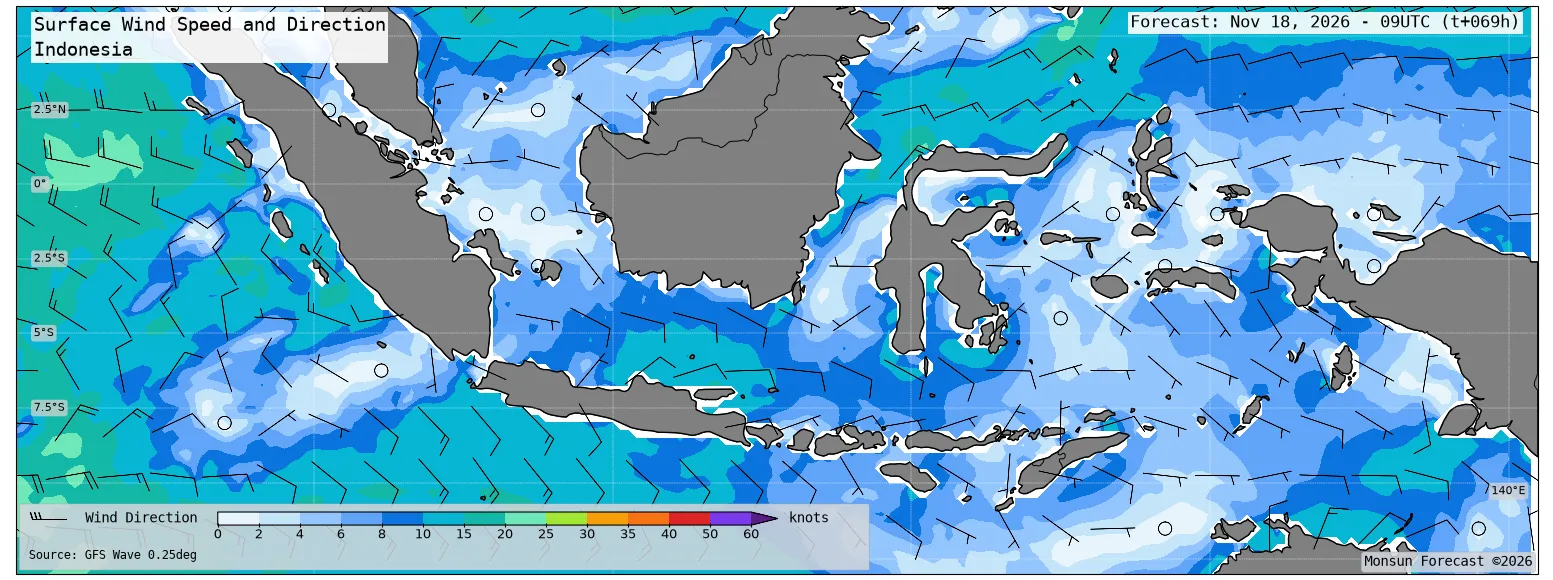 Surface Wind Speed and Direction
Indonesia
Forecast: Nov 18, 2026 - 09UTC (t+069h)
2.5°N
0°
2.5°S
5°S
7.5°S
140°E
Wind Direction
0 2 4 6 8 10 15 20 25 30 35 40 50 60
knots
Source: GFS Wave 0.25deg
Monsun Forecast ©2026